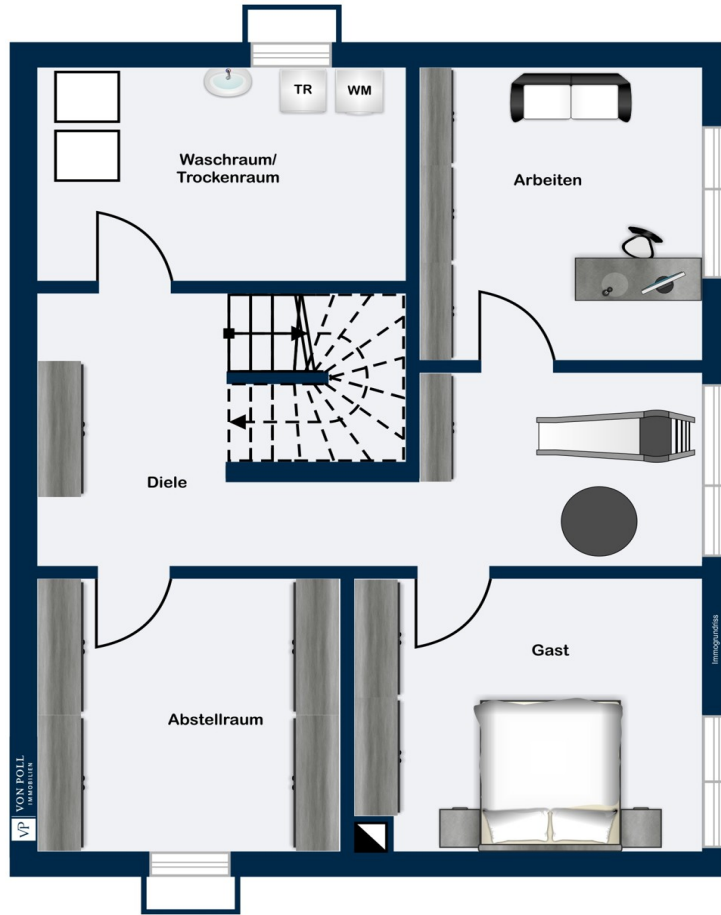 TR
WM
Waschraum/
Trockenraum
Arbeiten
Diele
Gast
Abstellraum
Immogrundriss
VP
VON POLL
IMMOBILIEN